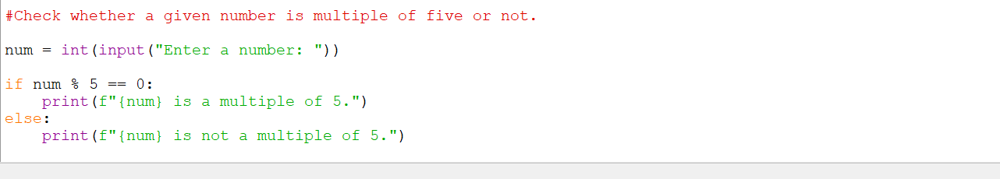 #Check whether a given number is multiple of five or not.
num = int(input("Enter a number: "))
if num % 5 == 0:
    print(f"{num} is a multiple of 5.")
else:
    print(f"{num} is not a multiple of 5.")